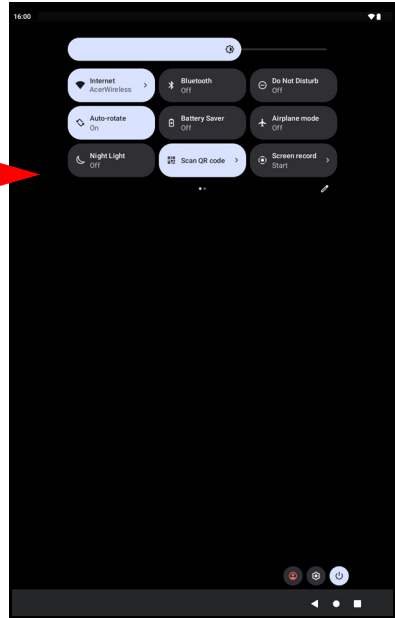 16:00
Internet
AcerWireless
Bluetooth
Off
Do Not Disturb
Off
Auto-rotate
On
Battery Saver
Off
Airplane mode
Off
Night Light
Off
Scan QR code
Screen record
Start